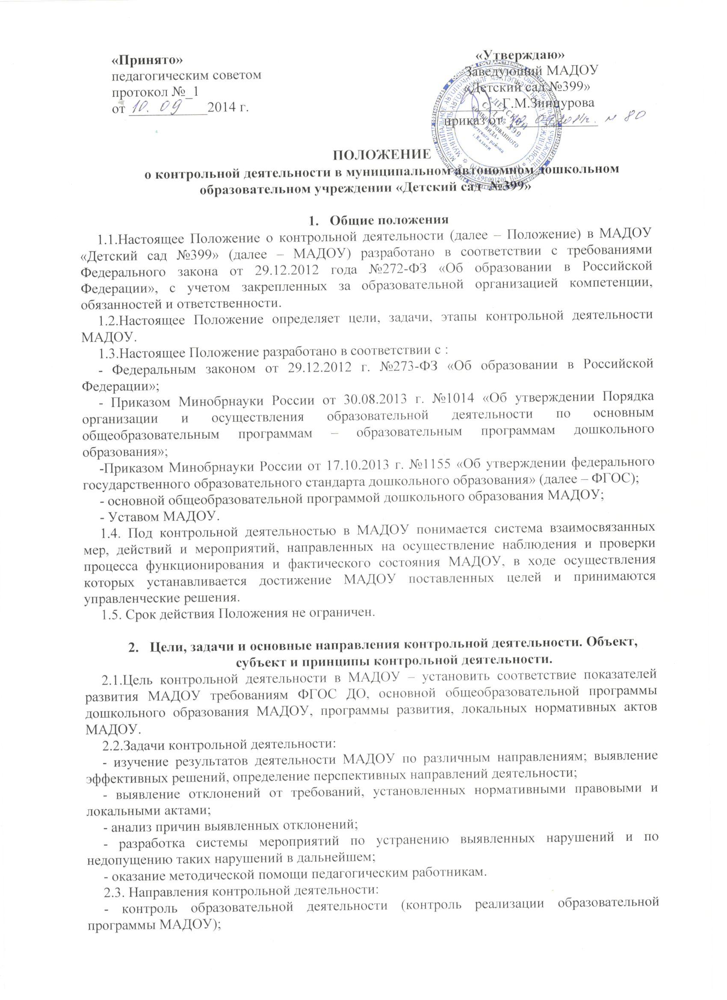 «Принято»
педагогическим советом
протокол №_1
от 10. 09 2014 г.
«Утверждаю»
Заведующий МАДОУ
«Детский сад №399»
Г.М.Зиннурова
приказ от 10. 09.2014г. № 80
«ДЕТСКИЙ
САД № 399
КОМБИНИРОВАННОГО
ВИДА»
Советского района
г.Казани
ПОЛОЖЕНИЕ
о контрольной деятельности в муниципальном автономном дошкольном
образовательном учреждении «Детский сад №399»
1. Общие положения
1.1.Настоящее Положение о контрольной деятельности (далее – Положение) в МАДОУ
«Детский сад №399» (далее – МАДОУ) разработано в соответствии с требованиями
Федерального закона от 29.12.2012 года №272-ФЗ «Об образовании в Российской
Федерации», с учетом закрепленных за образовательной организацией компетенции,
обязанностей и ответственности.
1.2.Настоящее Положение определяет цели, задачи, этапы контрольной деятельности
МАДОУ.
1.3.Настоящее Положение разработано в соответствии с :
- Федеральным законом от 29.12.2012 г. №273-ФЗ «Об образовании в Российской
Федерации»;
- Приказом Минобрнауки России от 30.08.2013 г. №1014 «Об утверждении Порядка
организации и осуществления образовательной деятельности по основным
общеобразовательным программам – образовательным программам дошкольного
образования»;
-Приказом Минобрнауки России от 17.10.2013 г. №1155 «Об утверждении федерального
государственного образовательного стандарта дошкольного образования» (далее – ФГОС);
- основной общеобразовательной программой дошкольного образования МАДОУ;
- Уставом МАДОУ.
1.4. Под контрольной деятельностью в МАДОУ понимается система взаимосвязанных
мер, действий и мероприятий, направленных на осуществление наблюдения и проверки
процесса функционирования и фактического состояния МАДОУ, в ходе осуществления
которых устанавливается достижение МАДОУ поставленных целей и принимаются
управленческие решения.
1.5. Срок действия Положения не ограничен.
2. Цели, задачи и основные направления контрольной деятельности. Объект,
субъект и принципы контрольной деятельности.
2.1.Цель контрольной деятельности в МАДОУ – установить соответствие показателей
развития МАДОУ требованиям ФГОС ДО, основной общеобразовательной программы
дошкольного образования МАДОУ, программы развития, локальных нормативных актов
МАДОУ.
2.2.Задачи контрольной деятельности:
- изучение результатов деятельности МАДОУ по различным направлениям; выявление
эффективных решений, определение перспективных направлений деятельности;
- выявление отклонений от требований, установленных нормативными правовыми и
локальными актами;
- анализ причин выявленных отклонений;
- разработка системы мероприятий по устранению выявленных нарушений и по
недопущению таких нарушений в дальнейшем;
- оказание методической помощи педагогическим работникам.
2.3. Направления контрольной деятельности:
- контроль образовательной деятельности (контроль реализации образовательной
программы МАДОУ);